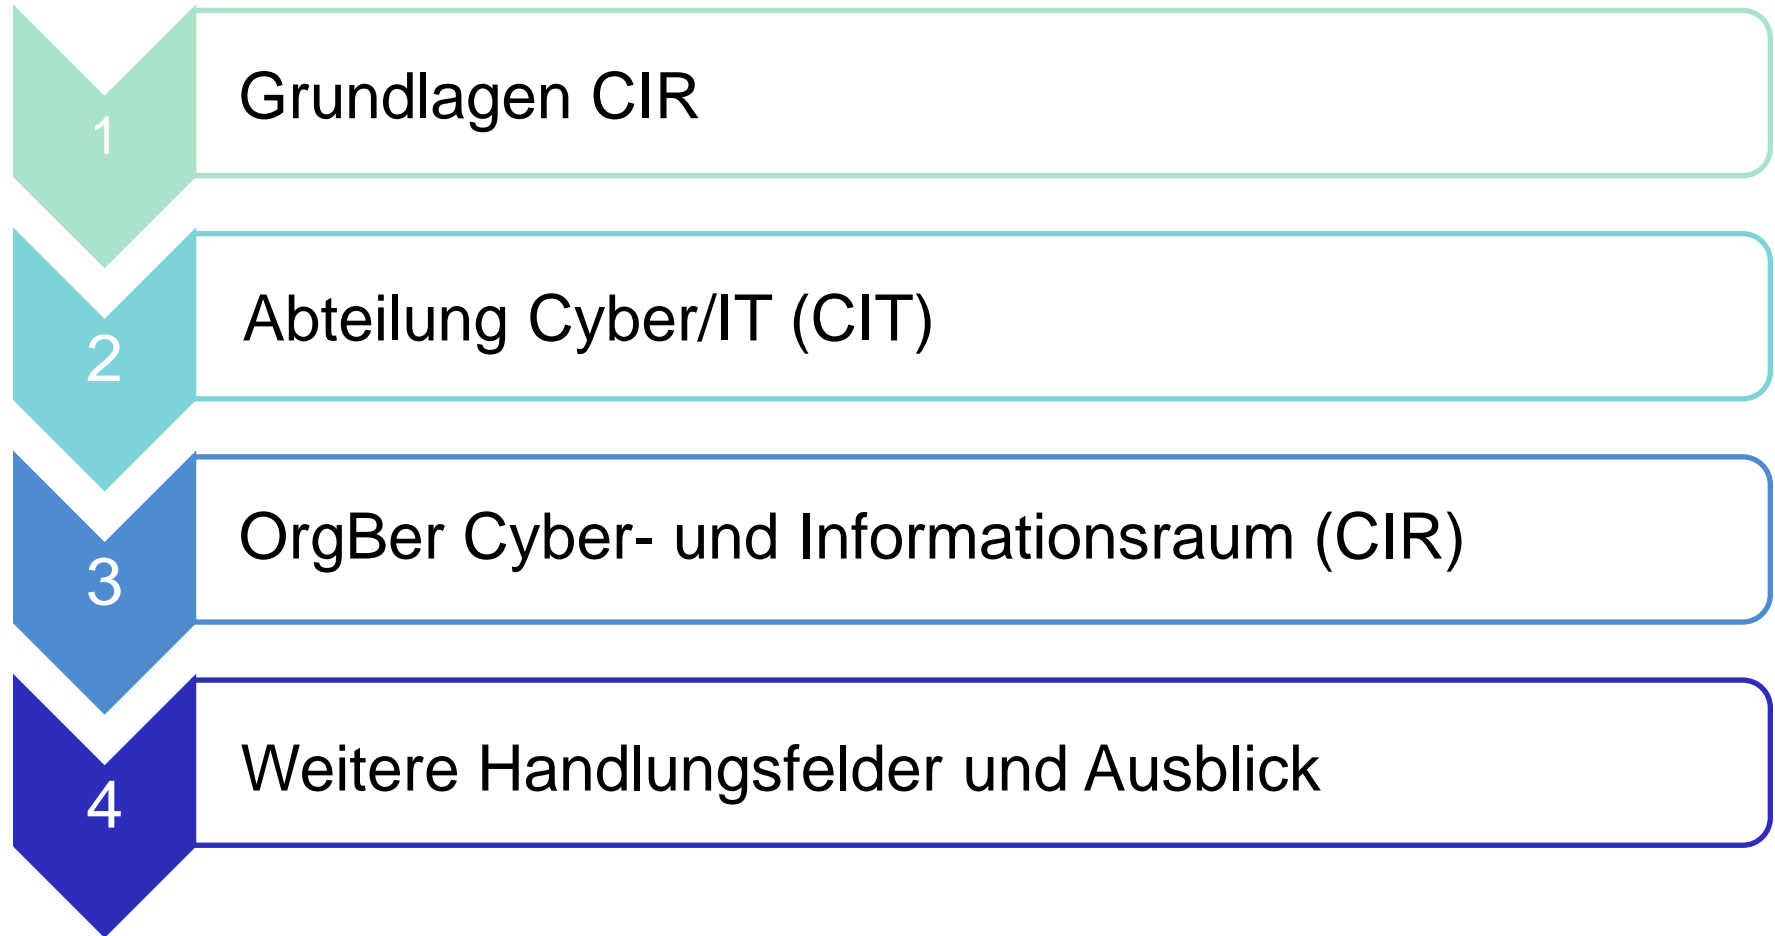 1
Grundlagen CIR
2
Abteilung Cyber/IT (CIT)
3
OrgBer Cyber- und Informationsraum (CIR)
4
Weitere Handlungsfelder und Ausblick